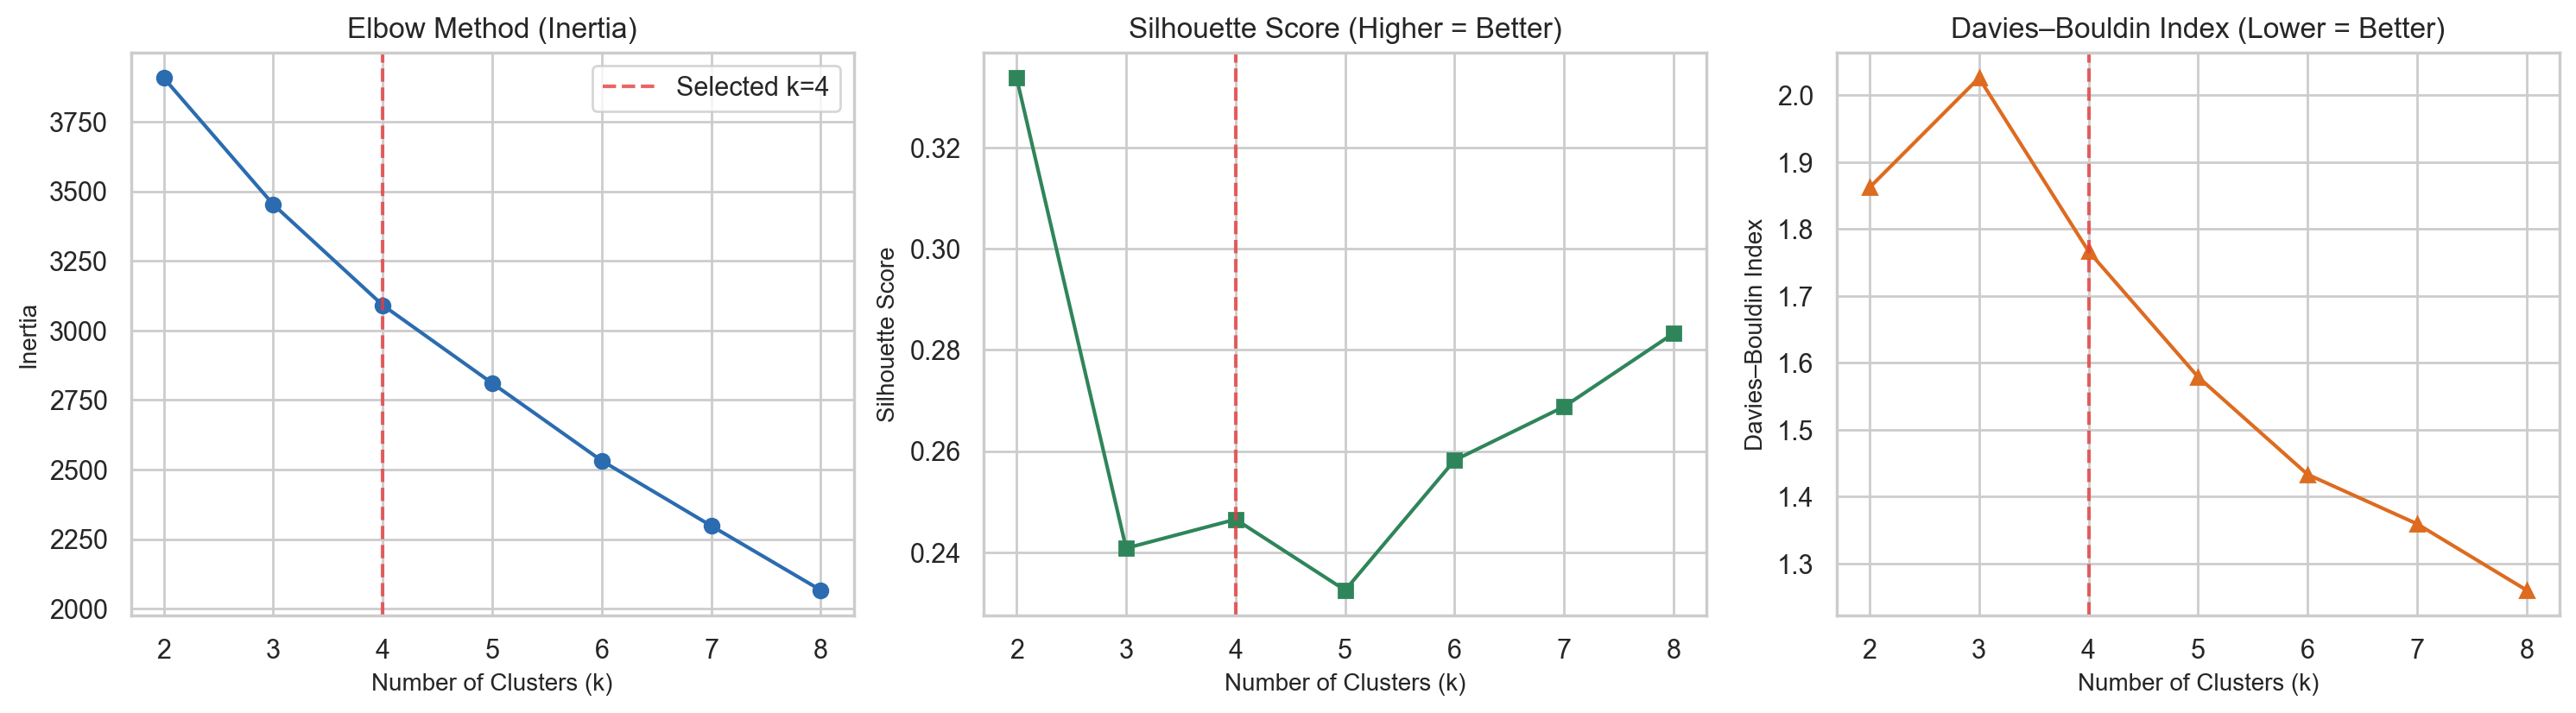 Elbow Method (Inertia)
Selected k=4
Inertia
3750
3500
3250
3000
2750
2500
2250
2000
2 3 4 5 6 7 8
Number of Clusters (k)
Silhouette Score (Higher = Better)
Silhouette Score
0.32
0.30
0.28
0.26
0.24
2 3 4 5 6 7 8
Number of Clusters (k)
Davies–Bouldin Index (Lower = Better)
Davies–Bouldin Index
2.0
1.9
1.8
1.7
1.6
1.5
1.4
1.3
2 3 4 5 6 7 8
Number of Clusters (k)